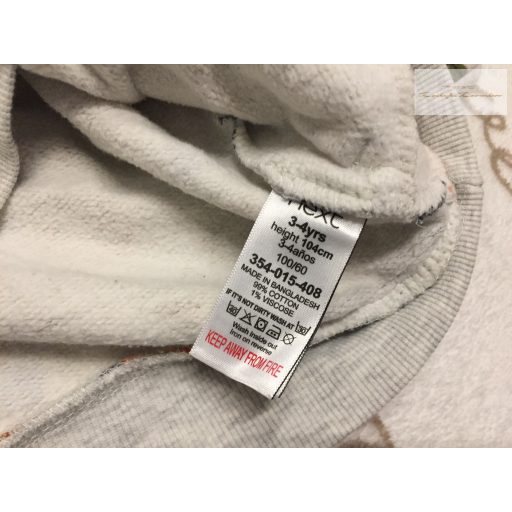 next
3-4yrs
height 104cm
3-4años
100/60
354-015-408
MADE IN BANGLADESH
99% COTTON
1% VISCOSE
IF IT'S NOT DIRTY WASH AT 30°
Wash inside out
Iron on reverse
KEEP AWAY FROM FIRE